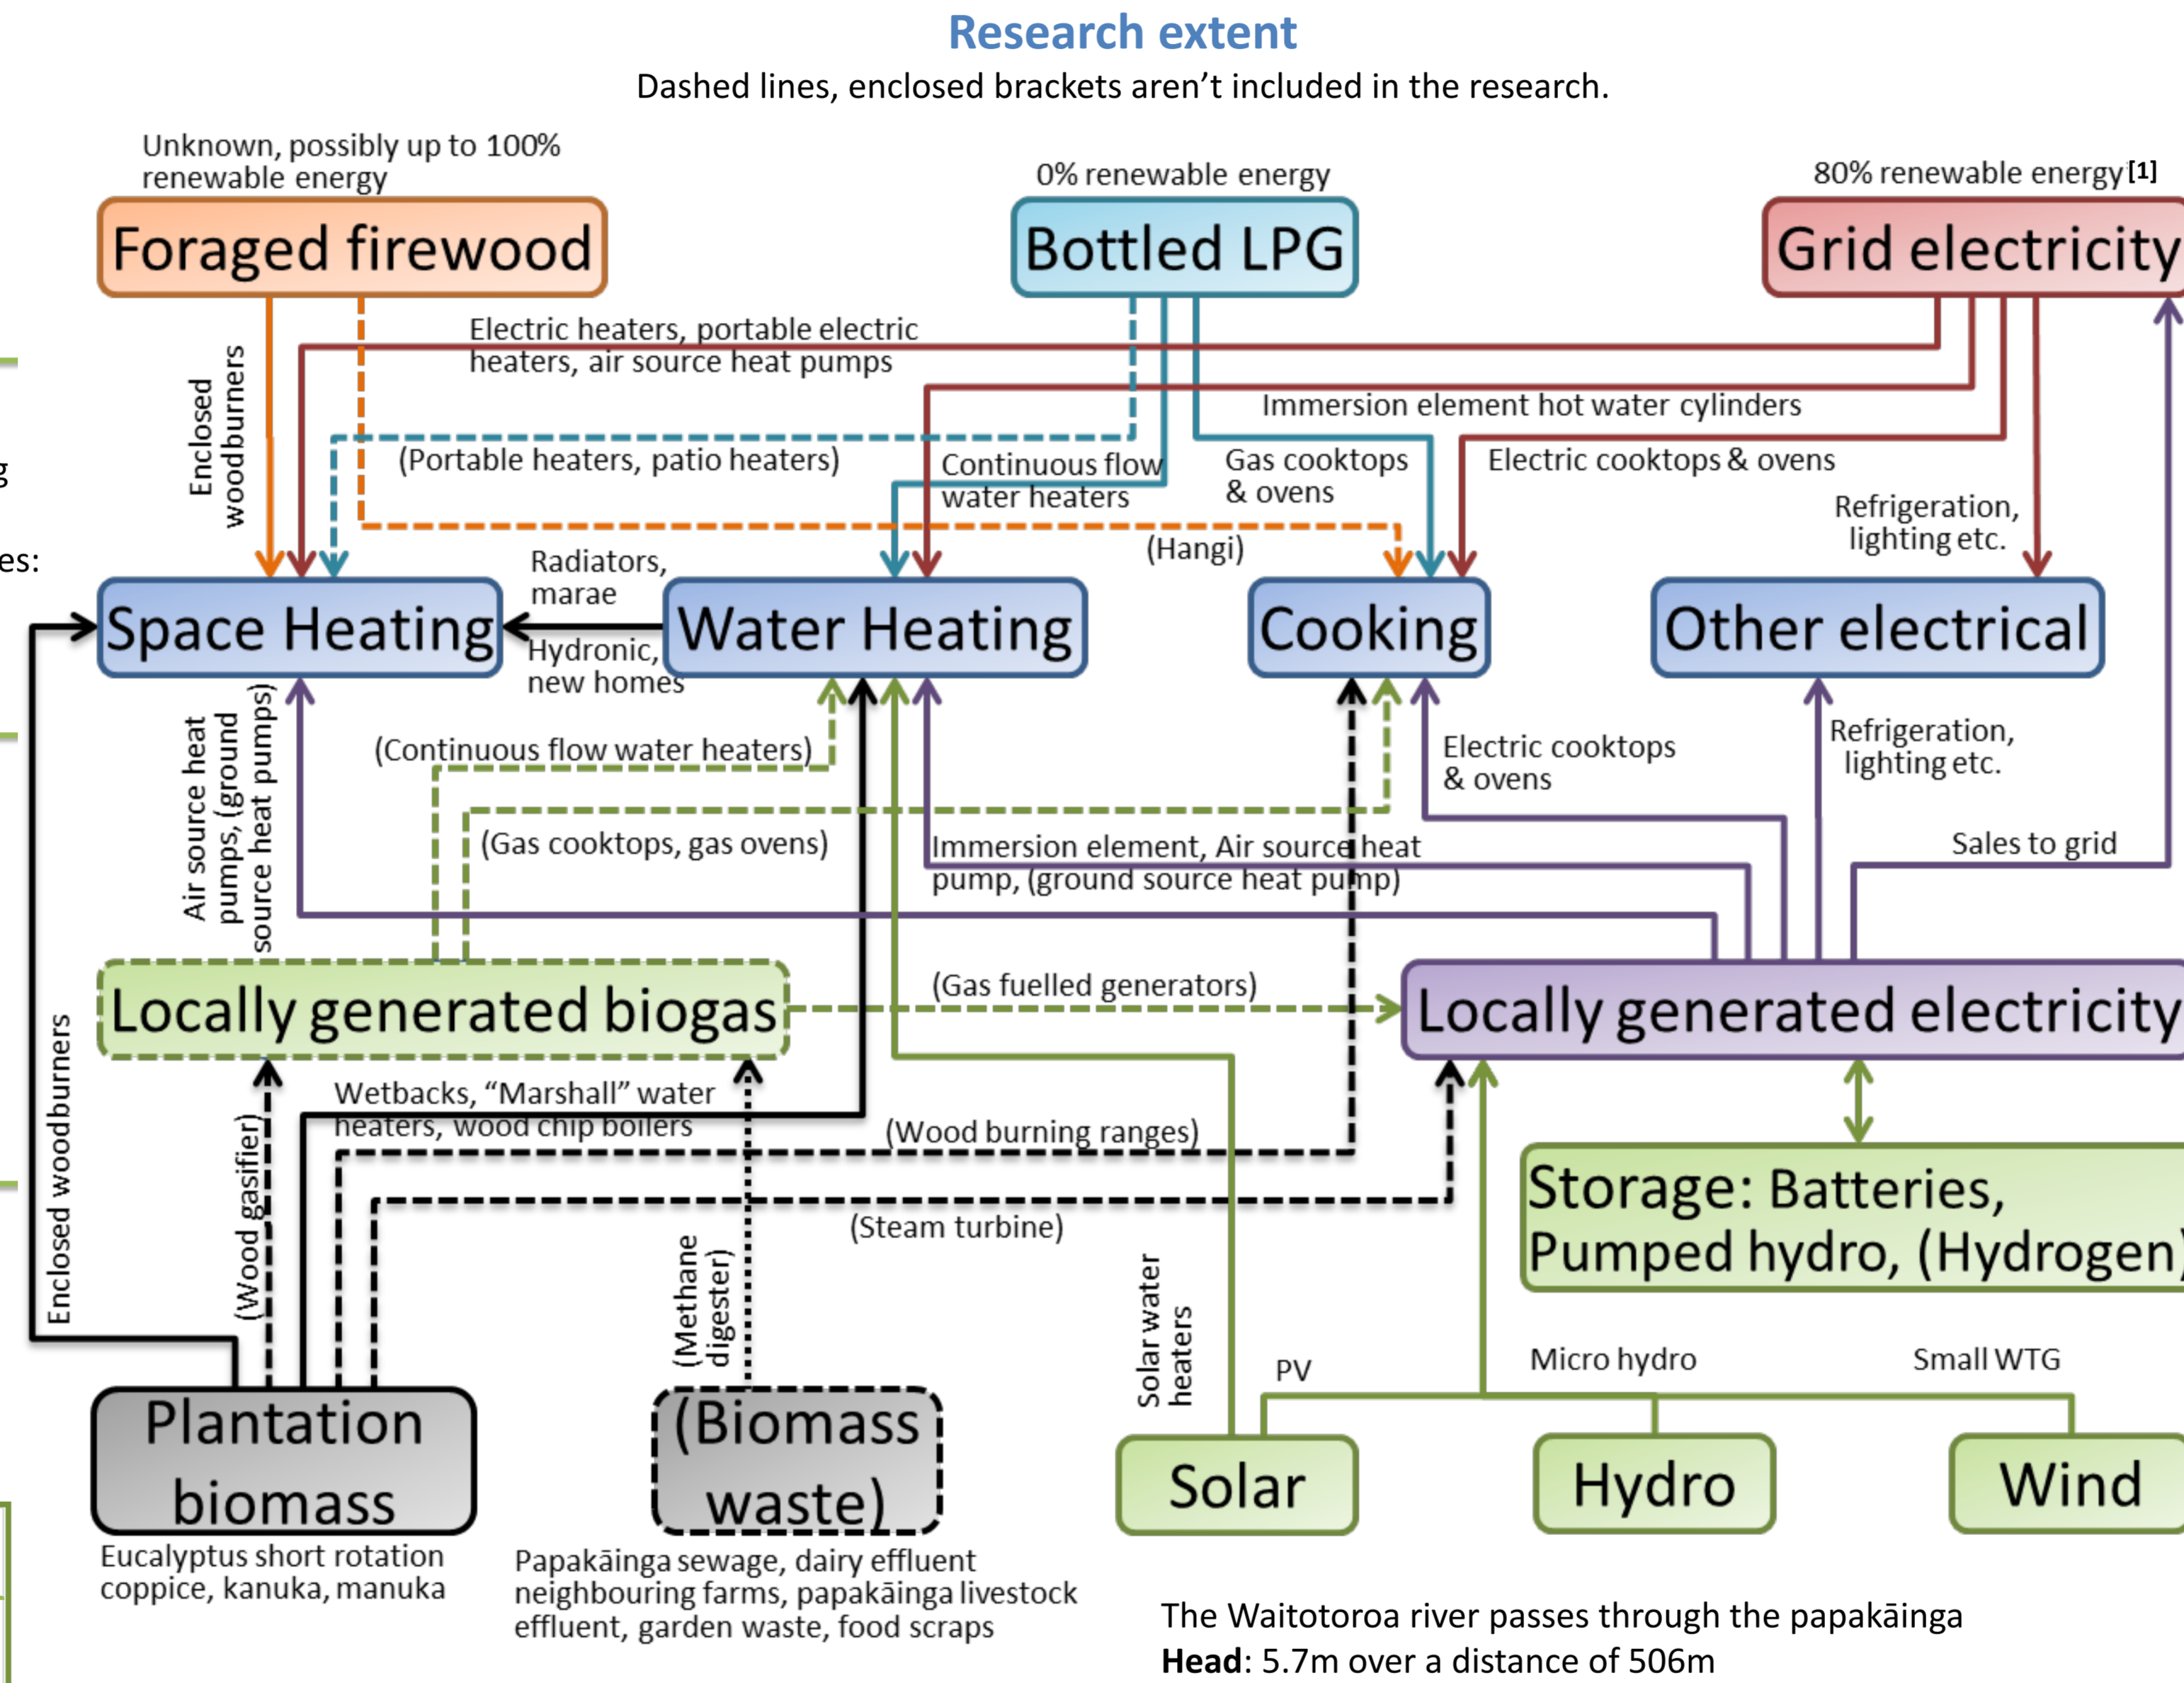 Research extent
Dashed lines, enclosed brackets aren’t included in the research.
Unknown, possibly up to 100%
renewable energy
0% renewable energy
80% renewable energy [1]
Foraged firewood
Bottled LPG
Grid electricity
Enclosed
woodburners
Electric heaters, portable electric
heaters, air source heat pumps
Immersion element hot water cylinders
(Portable heaters, patio heaters)
Continuous flow
water heaters
Gas cooktops
& ovens
Electric cooktops & ovens
Refrigeration,
lighting etc.
(Hangi)
g
es:
Radiators,
marae
Space Heating
Water Heating
Cooking
Other electrical
Hydronic,
new homes
Air source heat
pumps, (ground
source heat pumps)
(Continuous flow water heaters)
Electric cooktops
& ovens
Refrigeration,
lighting etc.
(Gas cooktops, gas ovens)
Immersion element, Air source heat
pump, (ground source heat pump)
Sales to grid
Locally generated biogas
(Gas fuelled generators)
Locally generated electricity
Enclosed woodburners
(Wood gasifier)
Wetbacks, “Marshall” water
heaters, wood chip boilers
(Wood burning ranges)
(Steam turbine)
(Methane
digester)
Storage: Batteries,
Pumped hydro, (Hydrogen)
Solar water
heaters
PV
Micro hydro
Small WTG
Plantation
biomass
(Biomass
waste)
Solar
Hydro
Wind
Eucalyptus short rotation
coppice, kanuka, manuka
Papakāinga sewage, dairy effluent
neighbouring farms, papakāinga livestock
effluent, garden waste, food scraps
The Waitotoroa river passes through the papakāinga
Head: 5.7m over a distance of 506m